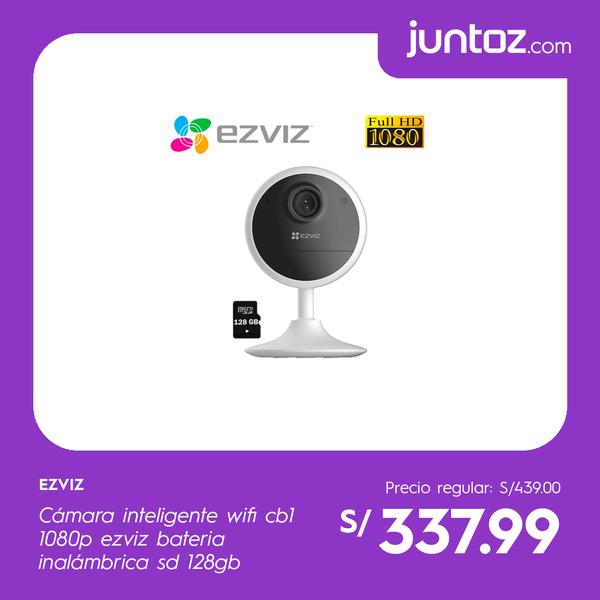 juntoz.com
ezviz
Full HD
1080
EZVIZ
micro SD
128 GB
EZVIZ
Precio regular: S/439.00
Cámara inteligente wifi cb1
1080p ezviz bateria
inalámbrica sd 128gb
S/ 337.99